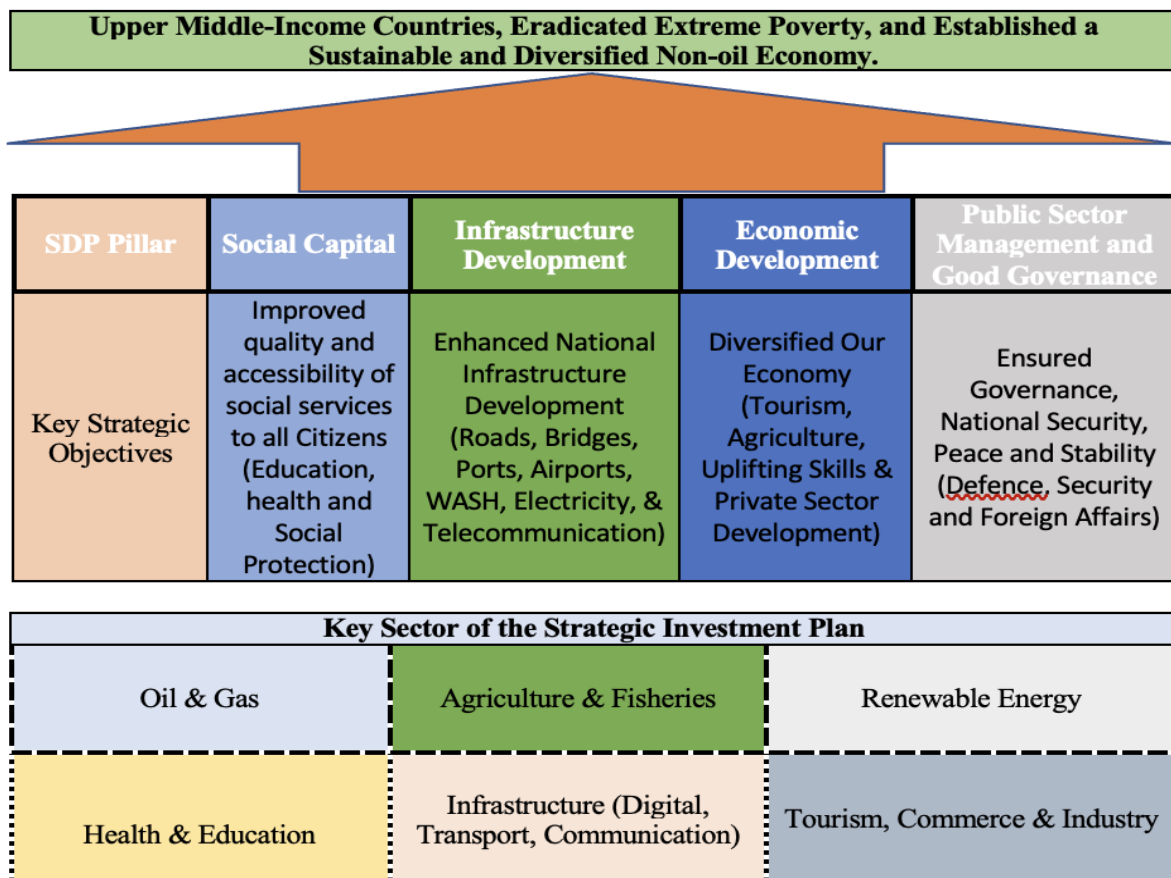 Upper Middle-Income Countries, Eradicated Extreme Poverty, and Established a
Sustainable and Diversified Non-oil Economy.
SDP Pillar
Social Capital
Infrastructure
Development
Economic
Development
Public Sector
Management and
Good Governance
Key Strategic
Objectives
Improved
quality and
accessibility of
social services
to all Citizens
(Education,
health and
Social
Protection)
Enhanced National
Infrastructure
Development
(Roads, Bridges,
Ports, Airports,
WASH, Electricity, &
Telecommunication)
Diversified Our
Economy
(Tourism,
Agriculture,
Uplifting Skills &
Private Sector
Development)
Ensured
Governance,
National Security,
Peace and Stability
(Defence, Security
and Foreign Affairs)
Key Sector of the Strategic Investment Plan
Oil & Gas
Agriculture & Fisheries
Renewable Energy
Health & Education
Infrastructure (Digital,
Transport, Communication)
Tourism, Commerce & Industry